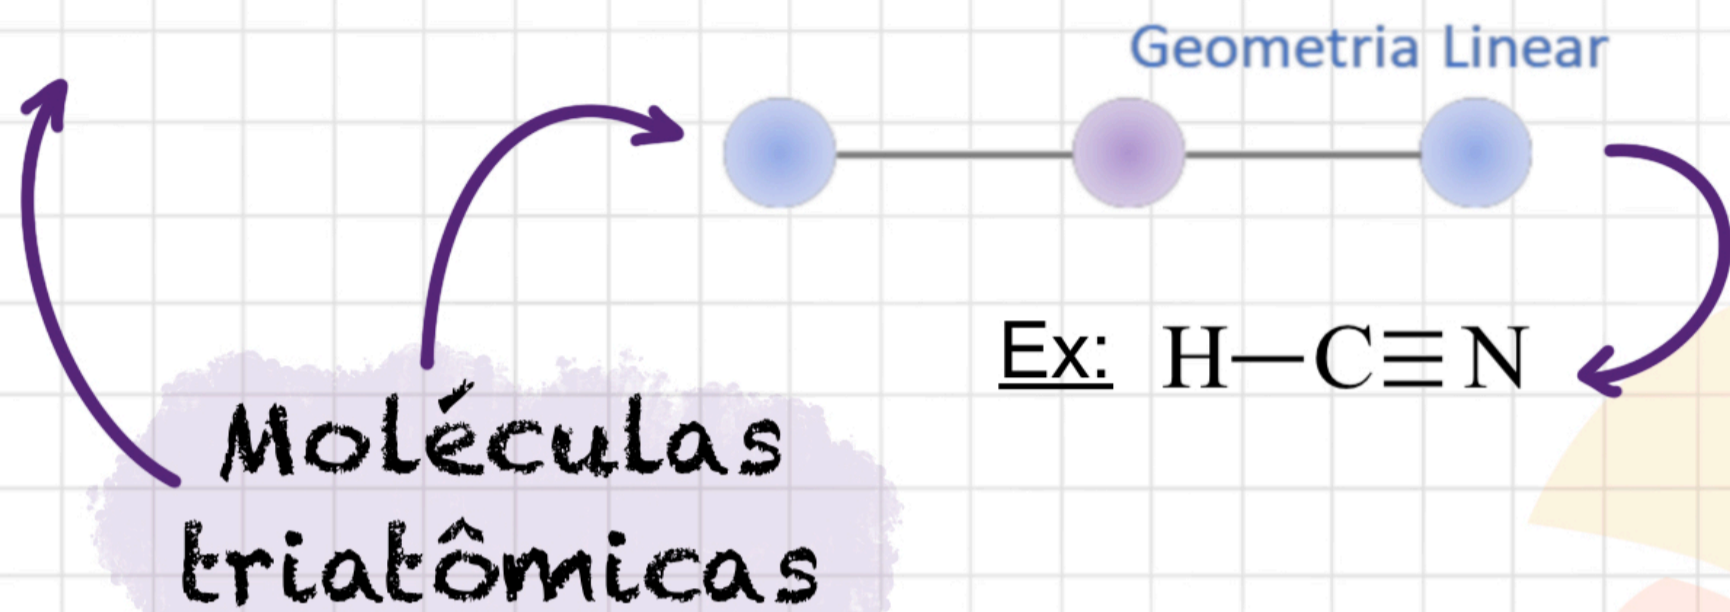 Geometria Linear
Ex: H—C≡N
Moléculas
triatômicas